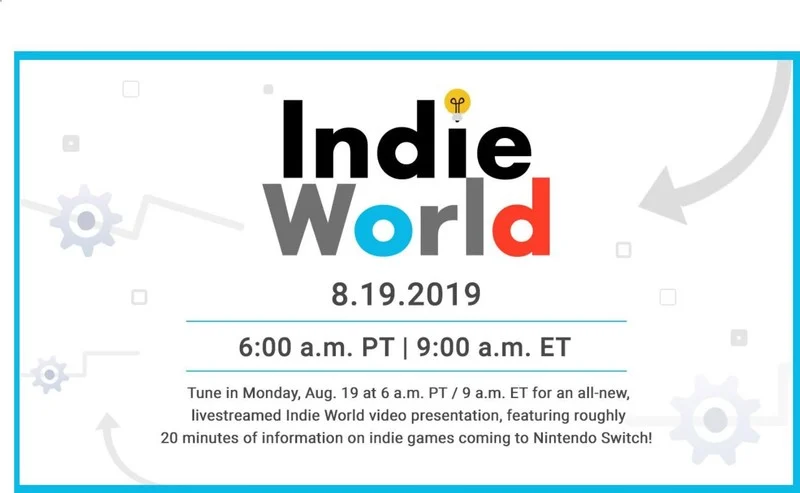 Indie
World
8.19.2019
6:00 a.m. PT | 9:00 a.m. ET
Tune in Monday, Aug. 19 at 6 a.m. PT / 9 a.m. ET for an all-new,
livestreamed Indie World video presentation, featuring roughly
20 minutes of information on indie games coming to Nintendo Switch!